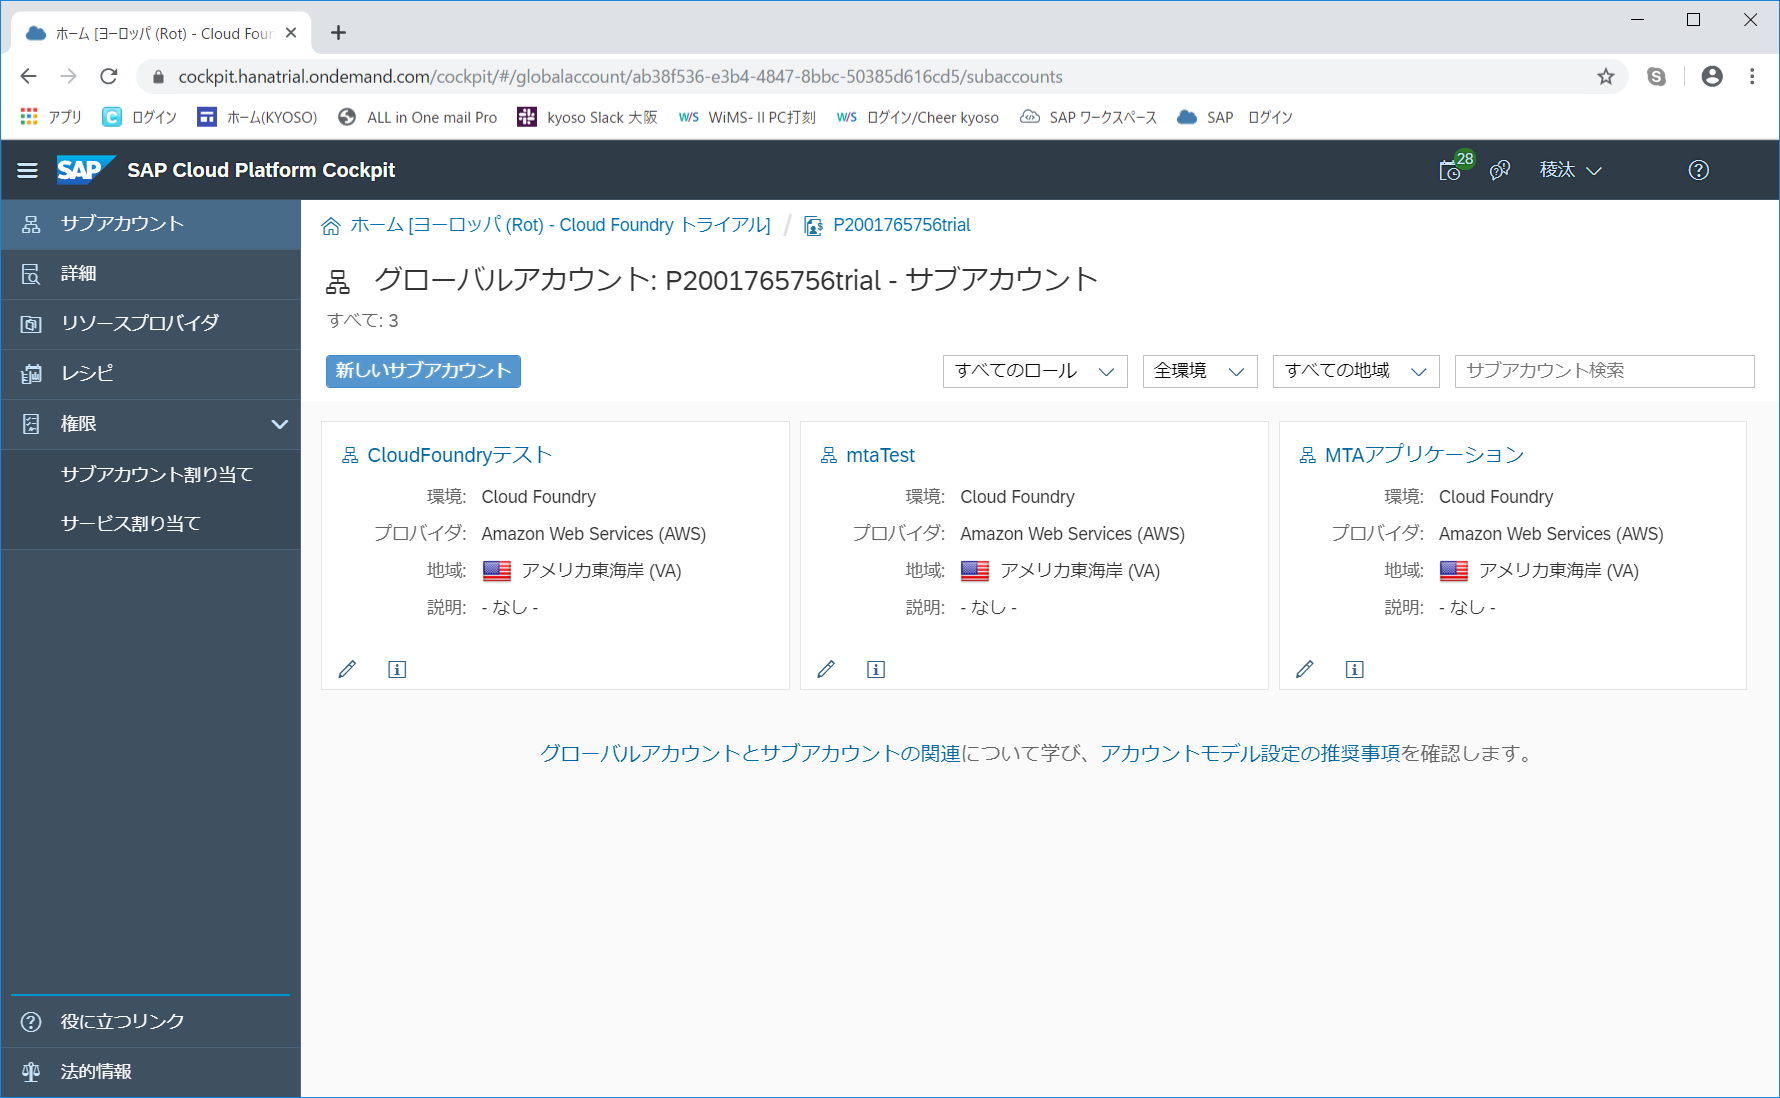 ホーム [ヨーロッパ (Rot) - Cloud Foun
cockpit.hanatrial.ondemand.com/cockpit/#/globalaccount/ab38f536-e3b4-4847-8bbc-50385d616cd5/subaccounts
アプリ ログイン ホーム(KYOSO) ALL in One mail Pro kyoso Slack 大阪 W/S WiMS-ⅡPC打刻 W/S ログイン/Cheer kyoso SAP ワークスペース SAP ログイン
SAP SAP Cloud Platform Cockpit 28 稜汰
サブアカウント
詳細
リソースプロバイダ
レシピ
権限
サブアカウント割り当て
サービス割り当て
役に立つリンク
法的情報
ホーム [ヨーロッパ (Rot) - Cloud Foundry トライアル] / P2001765756trial
グローバルアカウント: P2001765756trial - サブアカウント
すべて: 3
新しいサブアカウント すべてのロール 全環境 すべての地域 サブアカウント検索
CloudFoundryテスト
環境: Cloud Foundry
プロバイダ: Amazon Web Services (AWS)
地域: アメリカ東海岸 (VA)
説明: - なし -
mtaTest
環境: Cloud Foundry
プロバイダ: Amazon Web Services (AWS)
地域: アメリカ東海岸 (VA)
説明: - なし -
MTAアプリケーション
環境: Cloud Foundry
プロバイダ: Amazon Web Services (AWS)
地域: アメリカ東海岸 (VA)
説明: - なし -
グローバルアカウントとサブアカウントの関連について学び、アカウントモデル設定の推奨事項を確認します。